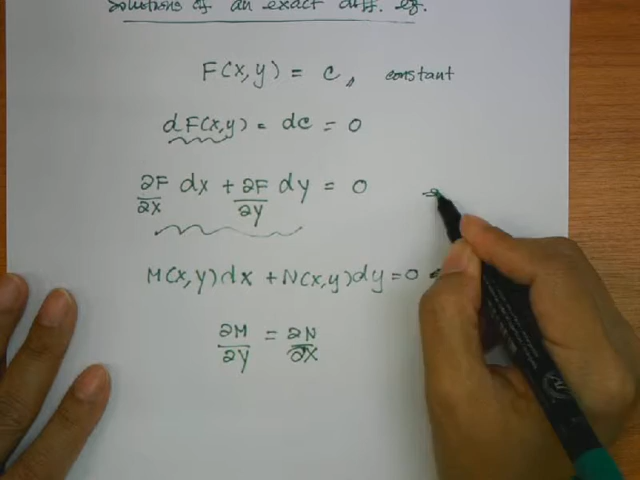 Solutions of an exact diff. eq.
F(x,y) = c, constant
dF(x,y) = dc = 0
∂F/∂x dx + ∂F/∂y dy = 0
M(x,y)dx + N(x,y)dy = 0
∂M/∂y = ∂N/∂x